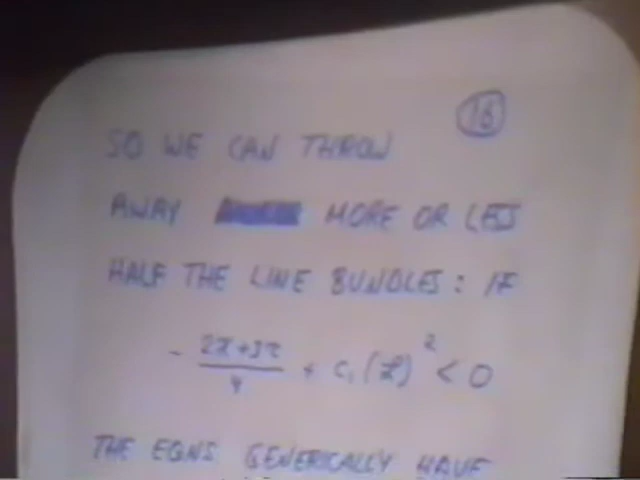 16
SO WE CAN THROW
AWAY MORE OR LESS
HALF THE LINE BUNDLES: IF
- (2χ+3τ)/4 + c₁(ℒ)² < 0
THE EQNS GENERICALLY HAVE